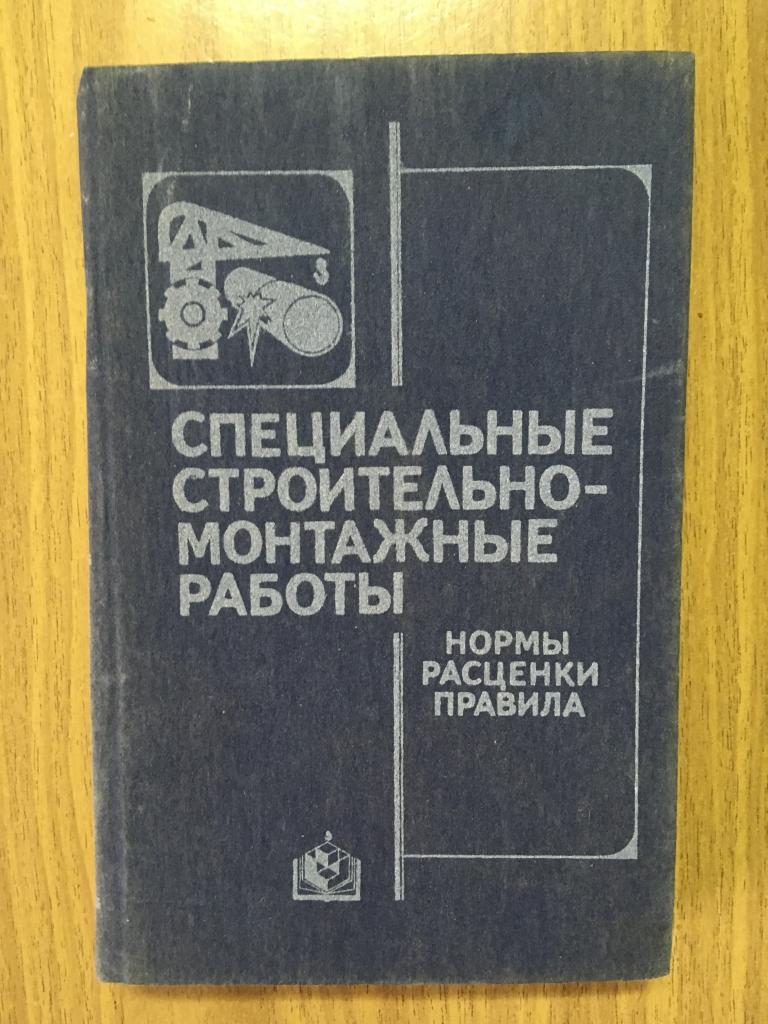 СПЕЦИАЛЬНЫЕ
СТРОИТЕЛЬНО-
МОНТАЖНЫЕ
РАБОТЫ
НОРМЫ
РАСЦЕНКИ
ПРАВИЛА